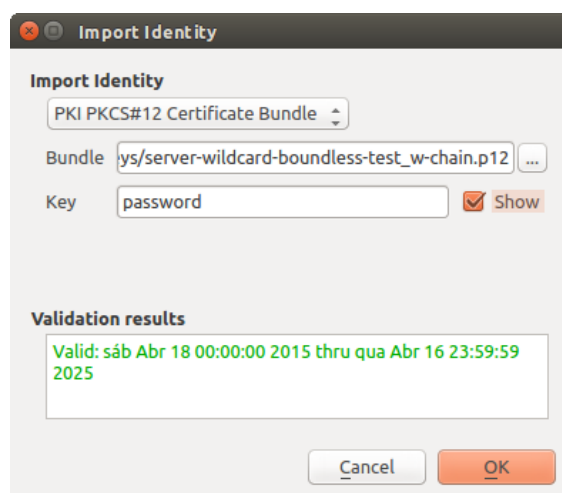 Import Identity
Import Identity
PKI PKCS#12 Certificate Bundle
Bundle ys/server-wildcard-boundless-test_w-chain.p12 ...
Key password Show
Validation results
Valid: sáb Abr 18 00:00:00 2015 thru qua Abr 16 23:59:59
2025
Cancel OK